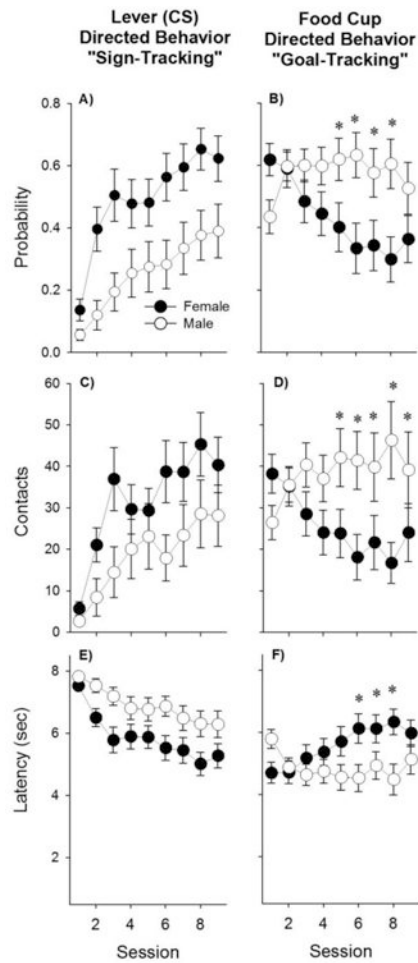 Lever (CS)
Directed Behavior
"Sign-Tracking"
Food Cup
Directed Behavior
"Goal-Tracking"
A)
B)
* * * *
0.8
0.6
0.4
0.2
0.0
Probability
Female
Male
C)
D)
* * * * *
60
50
40
30
20
10
0
Contacts
E)
F)
* * *
8
6
4
2
Latency (sec)
2 4 6 8
2 4 6 8
Session
Session